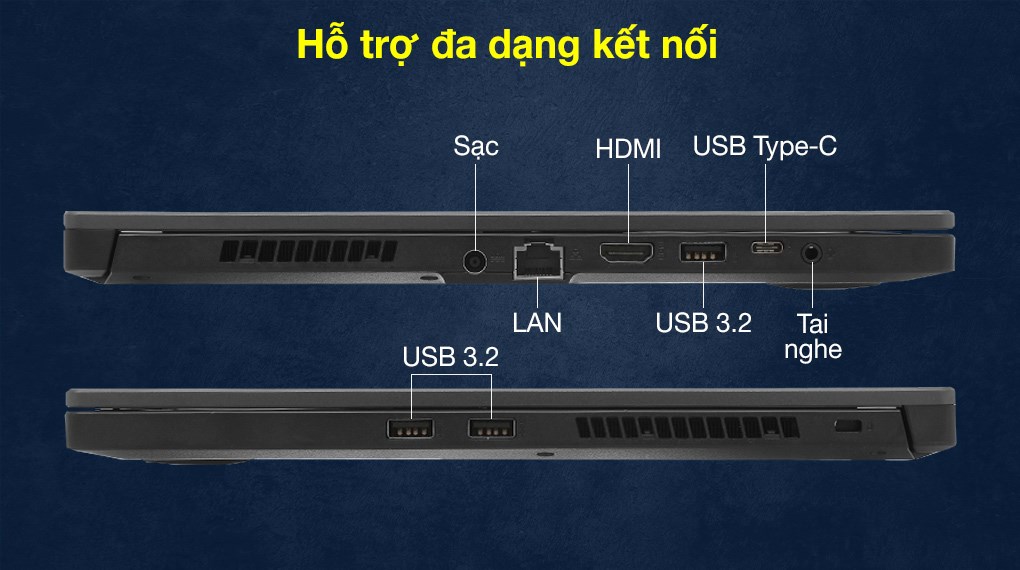 Hỗ trợ đa dạng kết nối
Sạc
HDMI
USB Type-C
LAN
USB 3.2
Tai
nghe
USB 3.2